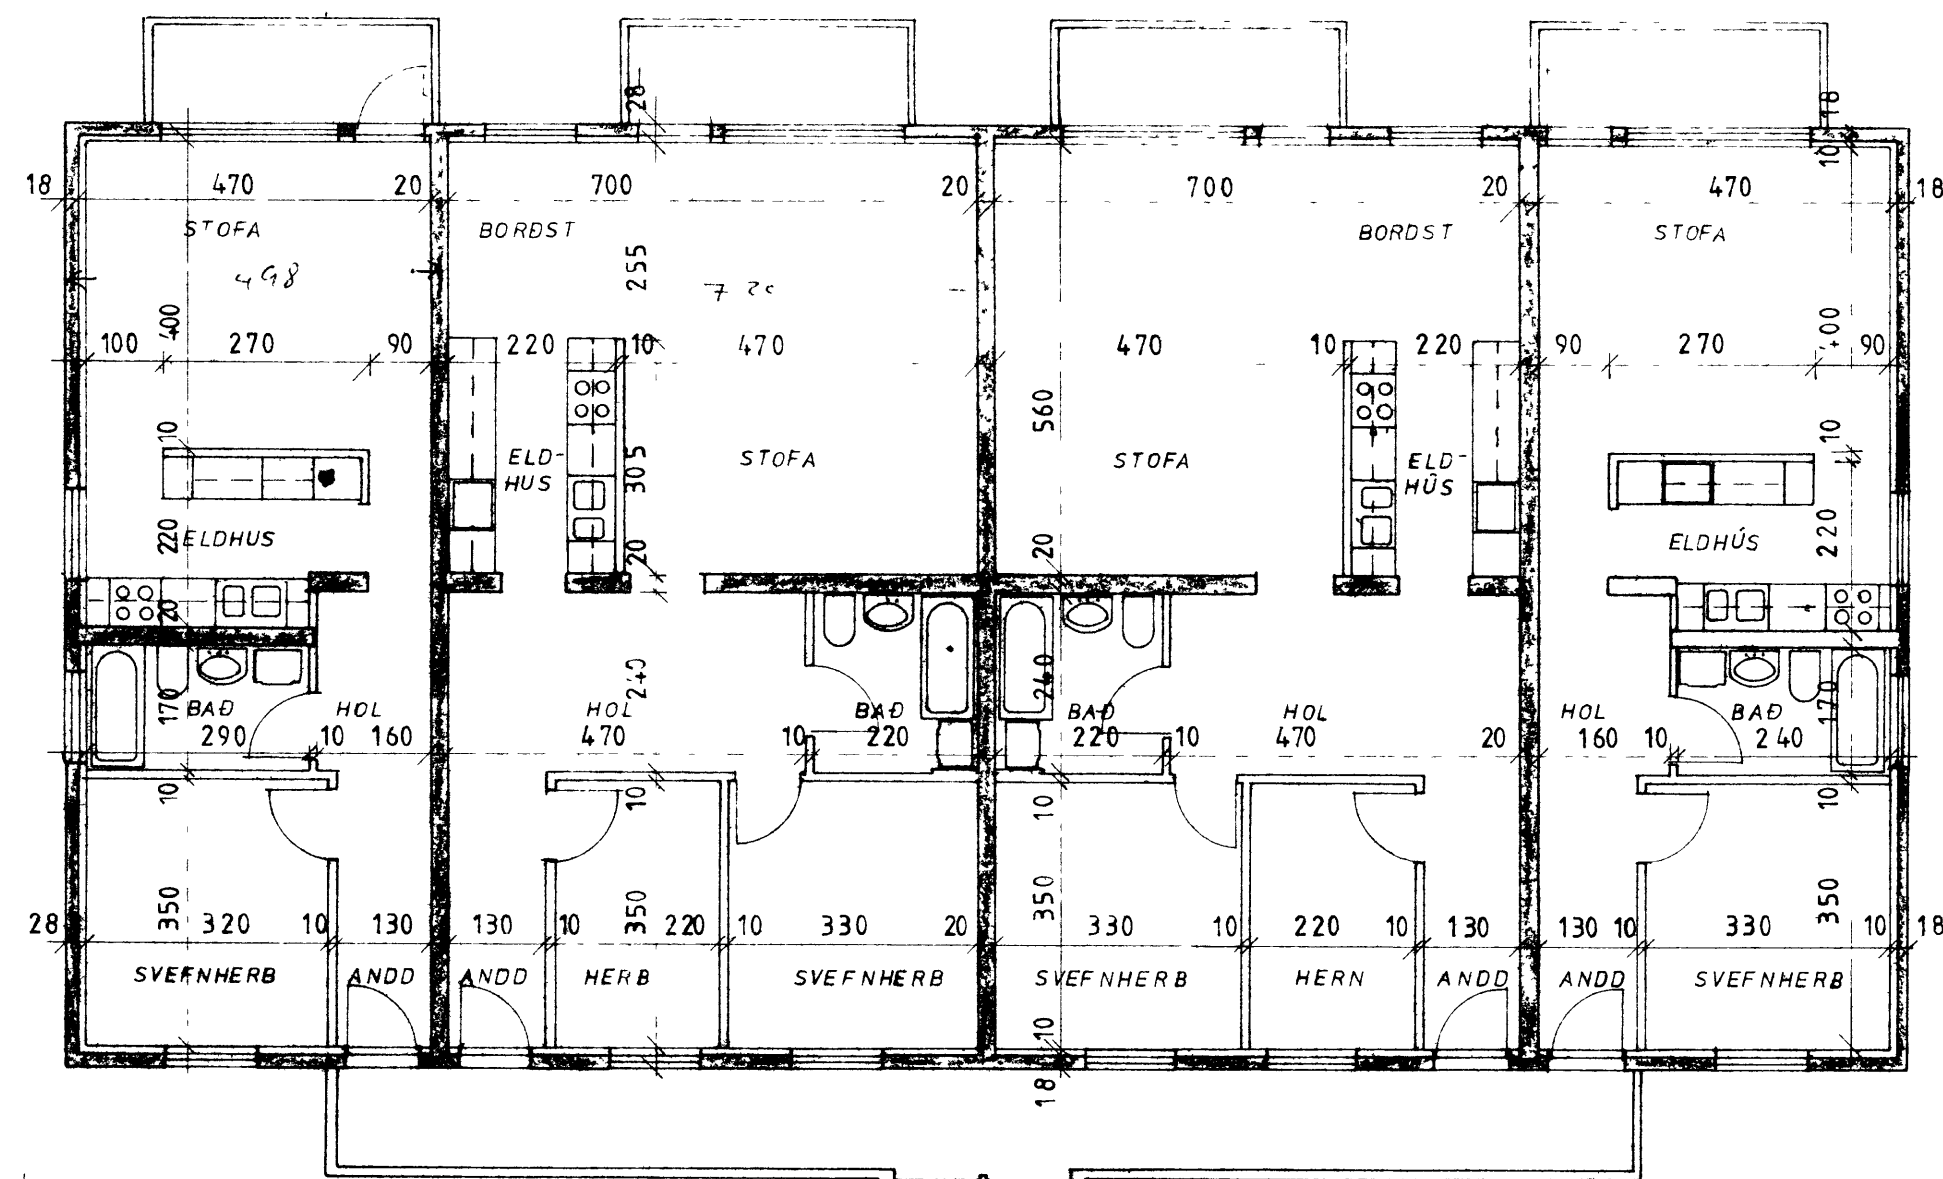 28
18
10
18 470 20 700 20 700 20 470 18
STOFA BORÐST BORÐST STOFA
498 255 720
400 400
100 270 90 220 10 470 470 10 220 90 270 90
560
10 10
ELD-
HUS
STOFA
STOFA
ELD-
HÚS
305
220 ELDHUS
20 20
220 ELDHÚS
20
240 240
170 170
BAÐ HOL HOL BAÐ BAÐ HOL HOL BAÐ
290 10 160 470 10 220 220 10 470 20 160 10 240
10 10 10 10
350 350 350 350
28 320 10 130 130 10 220 10 330 20 330 10 220 10 130 130 10 330 10 18
SVEFNHERB ANDD ANDD HERB SVEFNHERB SVEFNHERB HERN ANDD ANDD SVEFNHERB
10
18